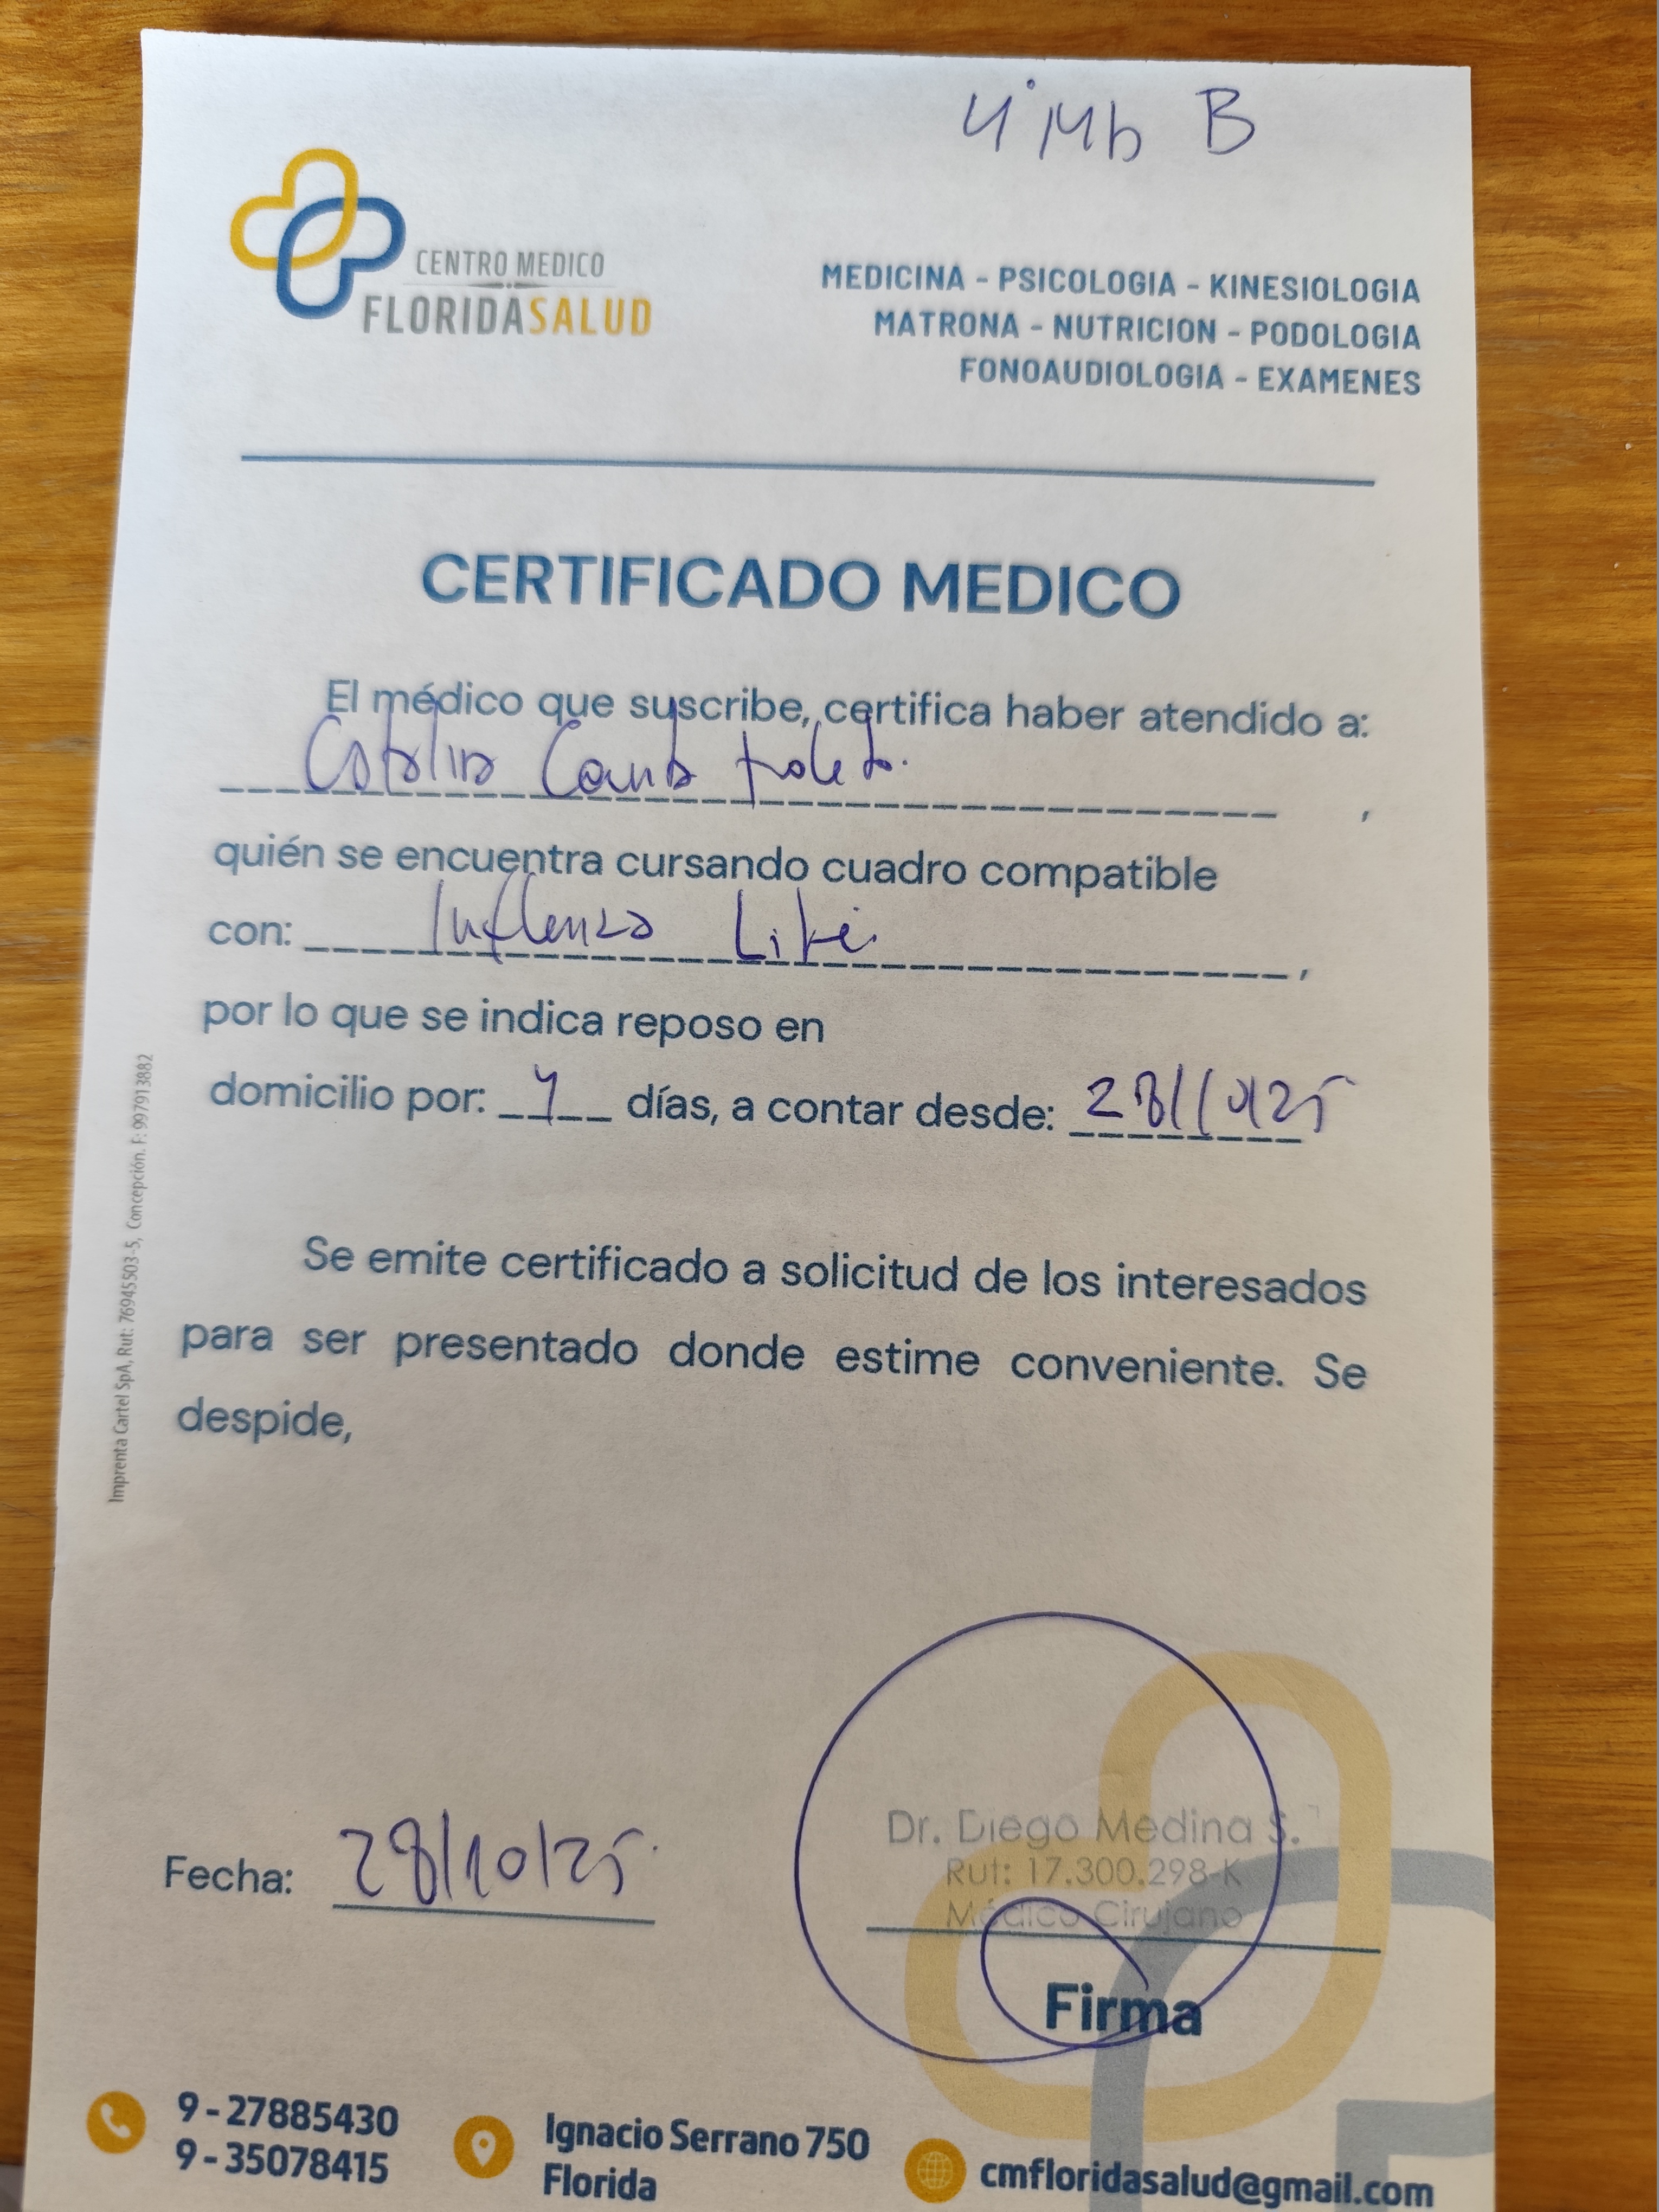 4° Mb B
CENTRO MEDICO
FLORIDASALUD
MEDICINA - PSICOLOGIA - KINESIOLOGIA
MATRONA - NUTRICION - PODOLOGIA
FONOAUDIOLOGIA - EXAMENES
CERTIFICADO MEDICO
El médico que suscribe, certifica haber atendido a:
Toledo.
,
quién se encuentra cursando cuadro compatible
con: Influenza Like. ,
por lo que se indica reposo en
domicilio por: días, a contar desde: 28/10/25
Se emite certificado a solicitud de los interesados
para ser presentado donde estime conveniente. Se
despide,
Imprenta Cartel SpA, Rut: 76945503-5, Concepción. F: 997913882
Fecha: 28/10/25.
Dr. Diego Medina S.
Rut: 17.300.298-K
Médico Cirujano
Firma
9-27885430
9-35078415
Ignacio Serrano 750
Florida
cmfloridasalud@gmail.com